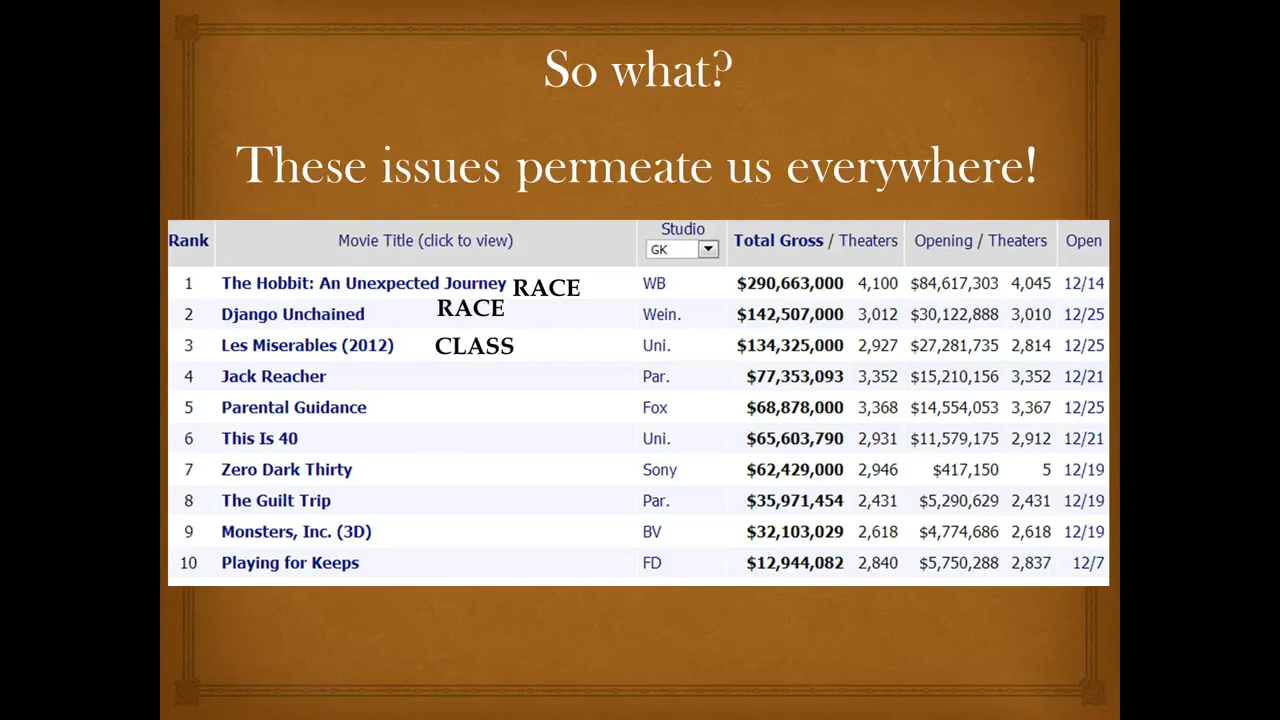 So what?
These issues permeate us everywhere!
Rank Movie Title (click to view) Studio GK Total Gross / Theaters Opening / Theaters Open
1 The Hobbit: An Unexpected Journey RACE WB $290,663,000 4,100 $84,617,303 4,045 12/14
2 Django Unchained RACE Wein. $142,507,000 3,012 $30,122,888 3,010 12/25
3 Les Miserables (2012) CLASS Uni. $134,325,000 2,927 $27,281,735 2,814 12/25
4 Jack Reacher Par. $77,353,093 3,352 $15,210,156 3,352 12/21
5 Parental Guidance Fox $68,878,000 3,368 $14,554,053 3,367 12/25
6 This Is 40 Uni. $65,603,790 2,931 $11,579,175 2,912 12/21
7 Zero Dark Thirty Sony $62,429,000 2,946 $417,150 5 12/19
8 The Guilt Trip Par. $35,971,454 2,431 $5,290,629 2,431 12/19
9 Monsters, Inc. (3D) BV $32,103,029 2,618 $4,774,686 2,618 12/19
10 Playing for Keeps FD $12,944,082 2,840 $5,750,288 2,837 12/7